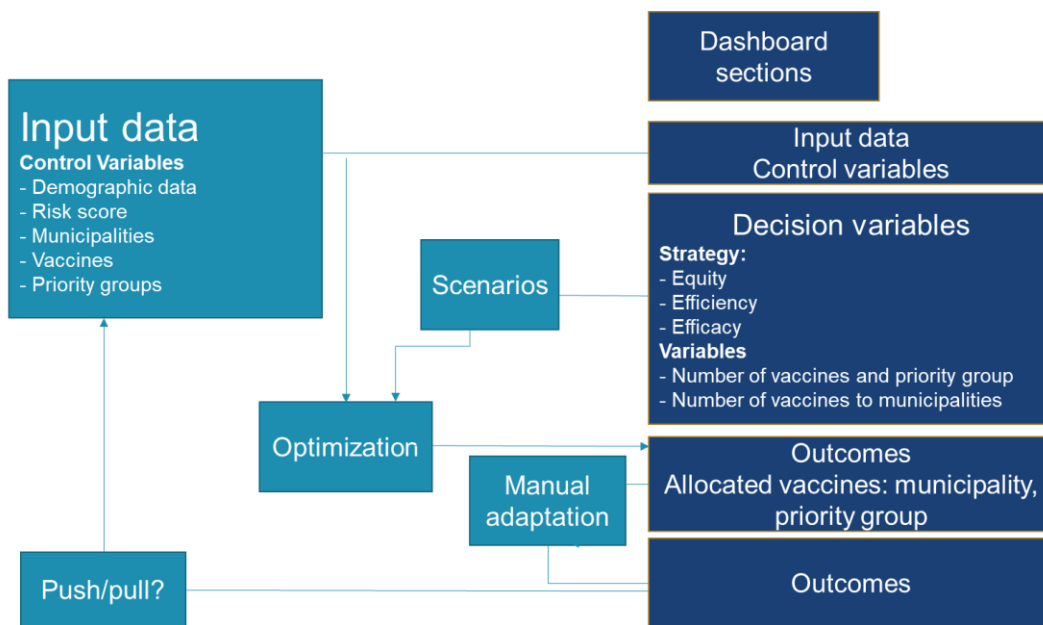 Dashboard
sections
Input data
Control Variables
- Demographic data
- Risk score
- Municipalities
- Vaccines
- Priority groups
Input data
Control variables
Scenarios
Decision variables
Strategy:
- Equity
- Efficiency
- Efficacy
Variables
- Number of vaccines and priority group
- Number of vaccines to municipalities
Optimization
Manual
adaptation
Outcomes
Allocated vaccines: municipality,
priority group
Push/pull?
Outcomes